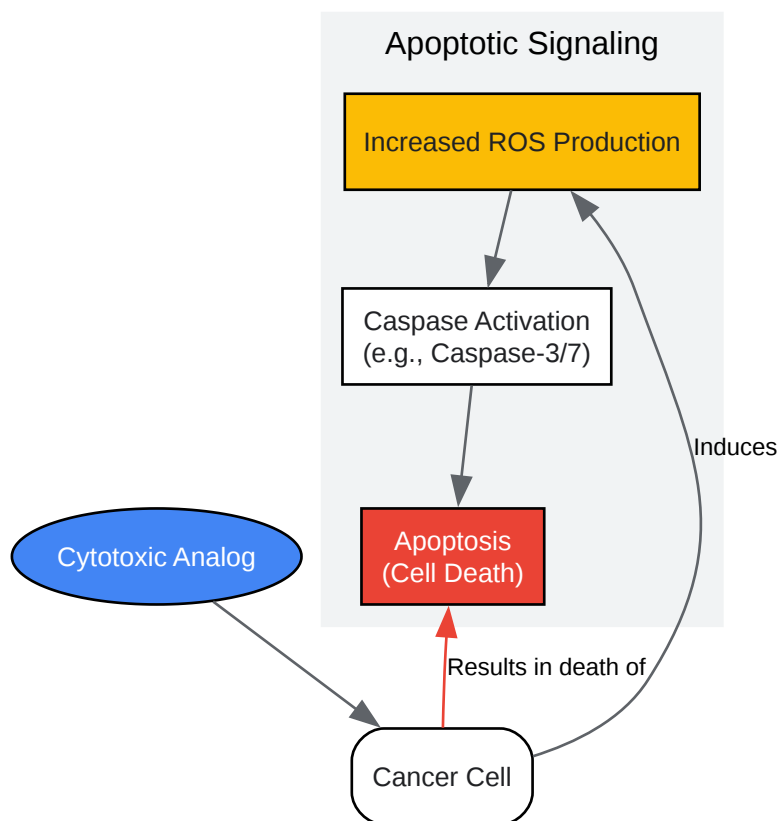 Apoptotic Signaling
Increased ROS Production
Caspase Activation
(e.g., Caspase-3/7)
Induces
Cytotoxic Analog
Apoptosis
(Cell Death)
Results in death of
Cancer Cell